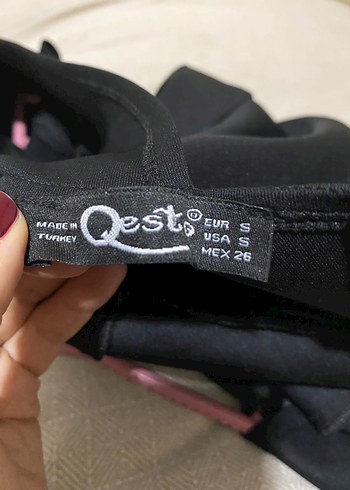 MADE IN
TURKEY
Qest.
EUR S
USA S
MEX 26